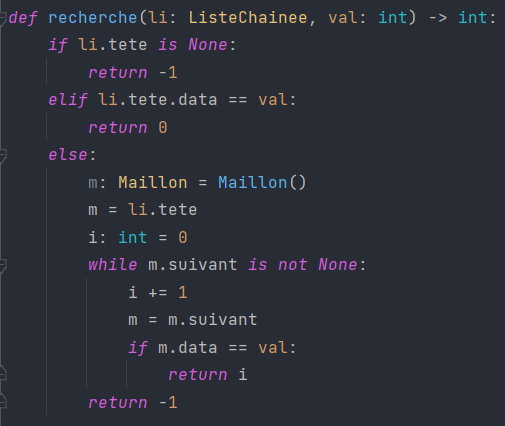 def recherche(li: ListeChainee, val: int) -> int:
    if li.tete is None:
        return -1
    elif li.tete.data == val:
        return 0
    else:
        m: Maillon = Maillon()
        m = li.tete
        i: int = 0
        while m.suivant is not None:
            i += 1
            m = m.suivant
            if m.data == val:
                return i
        return -1